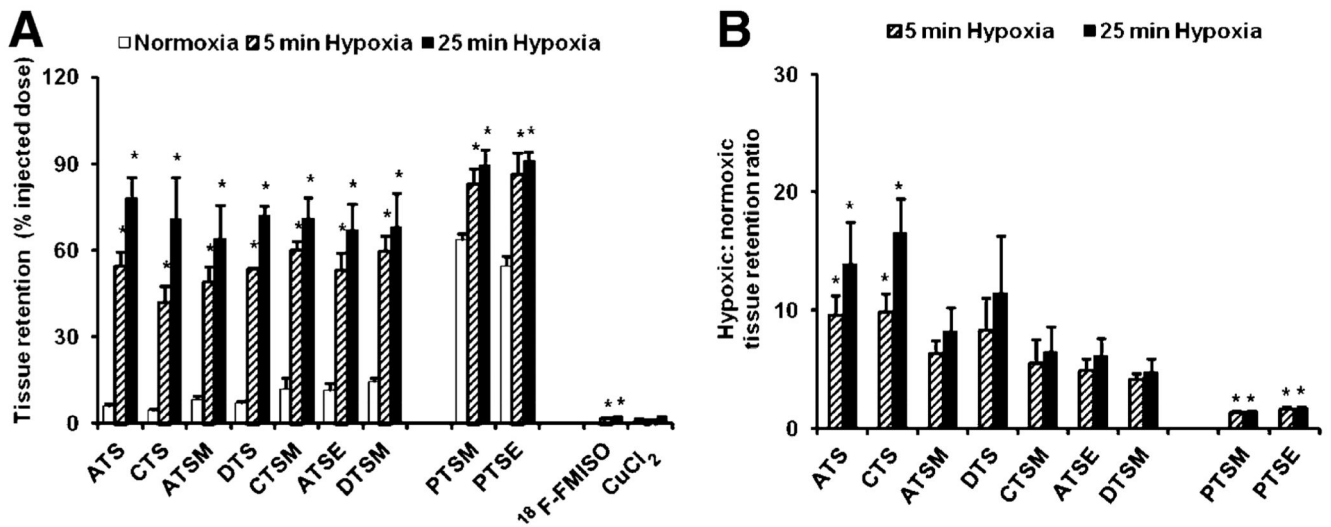 A
Normoxia 5 min Hypoxia 25 min Hypoxia
Tissue retention (% injected dose)
120
90
60
30
0
* * * * * * * * * * * * * * * * * * * *
ATS CTS ATSM DTS CTSM ATSE DTSM PTSM PTSE 18F-FMISO CuCl2
B
5 min Hypoxia 25 min Hypoxia
Hypoxic: normoxic
tissue retention ratio
30
20
10
0
* * * * * * * *
ATS CTS ATSM DTS CTSM ATSE DTSM PTSM PTSE